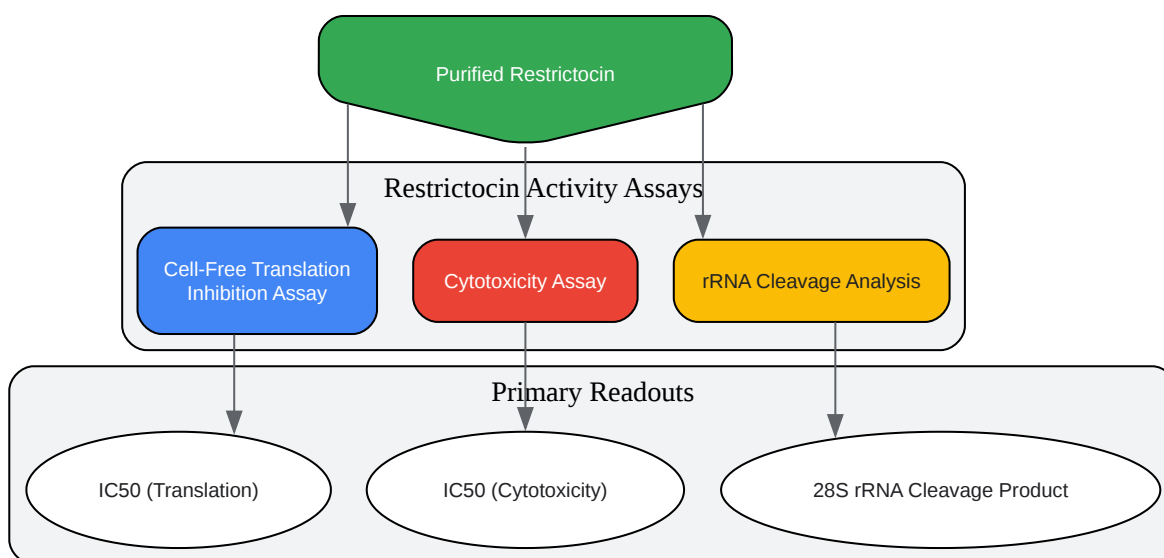 Purified Restrictocin
Restrictocin Activity Assays
Cell-Free Translation
Inhibition Assay
Cytotoxicity Assay
rRNA Cleavage Analysis
Primary Readouts
IC50 (Translation)
IC50 (Cytotoxicity)
28S rRNA Cleavage Product